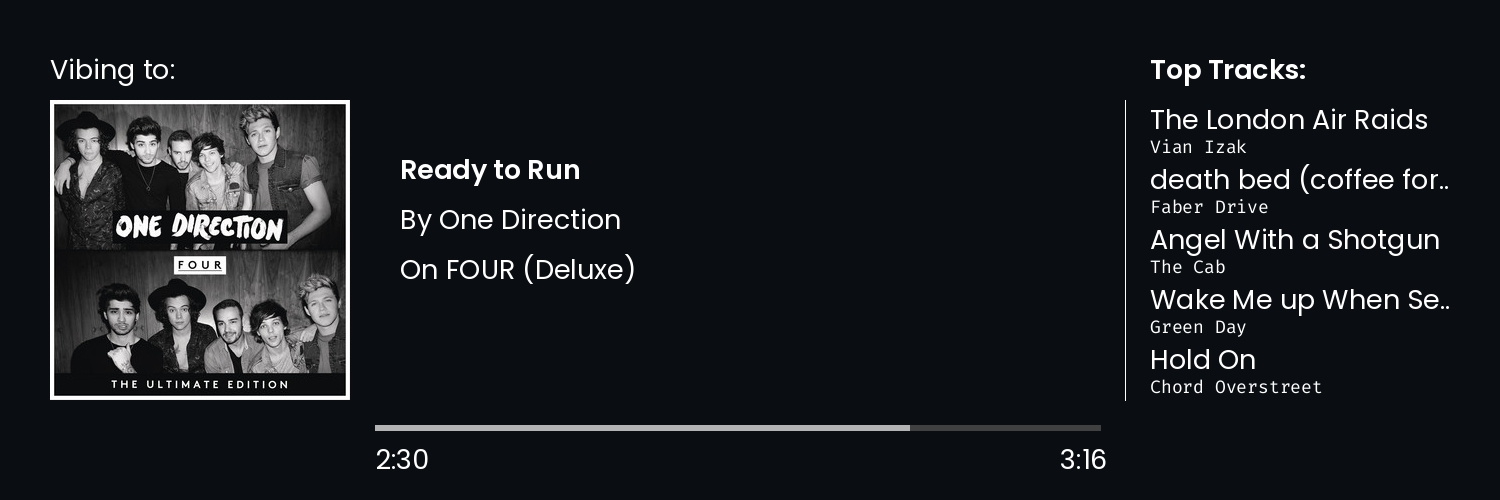 Vibing to:
ONE DIRECTION
FOUR
THE ULTIMATE EDITION
Ready to Run
By One Direction
On FOUR (Deluxe)
2:30
3:16
Top Tracks:
The London Air Raids
Vian Izak
death bed (coffee for..
Faber Drive
Angel With a Shotgun
The Cab
Wake Me up When Se..
Green Day
Hold On
Chord Overstreet